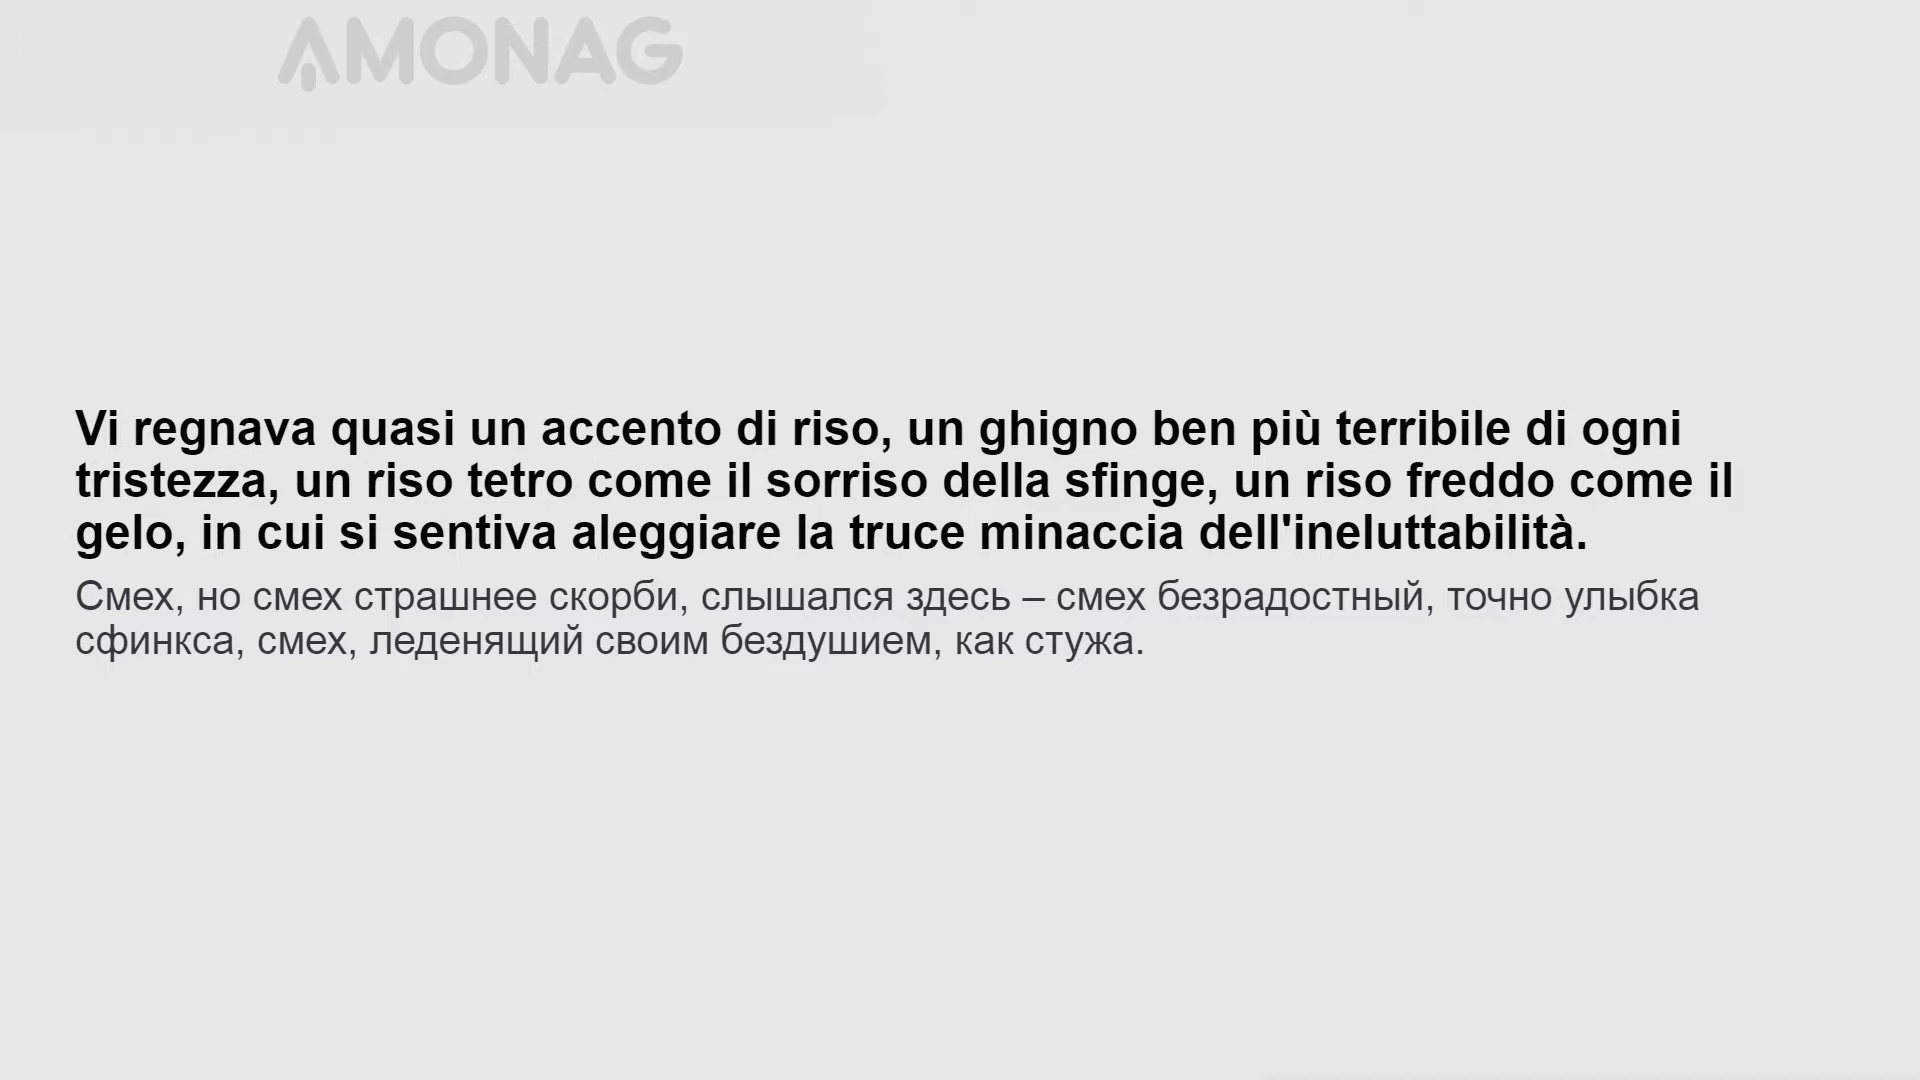 AMONAG
Vi regnava quasi un accento di riso, un ghigno ben più terribile di ogni
tristezza, un riso tetro come il sorriso della sfinge, un riso freddo come il
gelo, in cui si sentiva aleggiare la truce minaccia dell'ineluttabilità.
Смех, но смех страшнее скорби, слышался здесь – смех безрадостный, точно улыбка
сфинкса, смех, леденящий своим бездушием, как стужа.